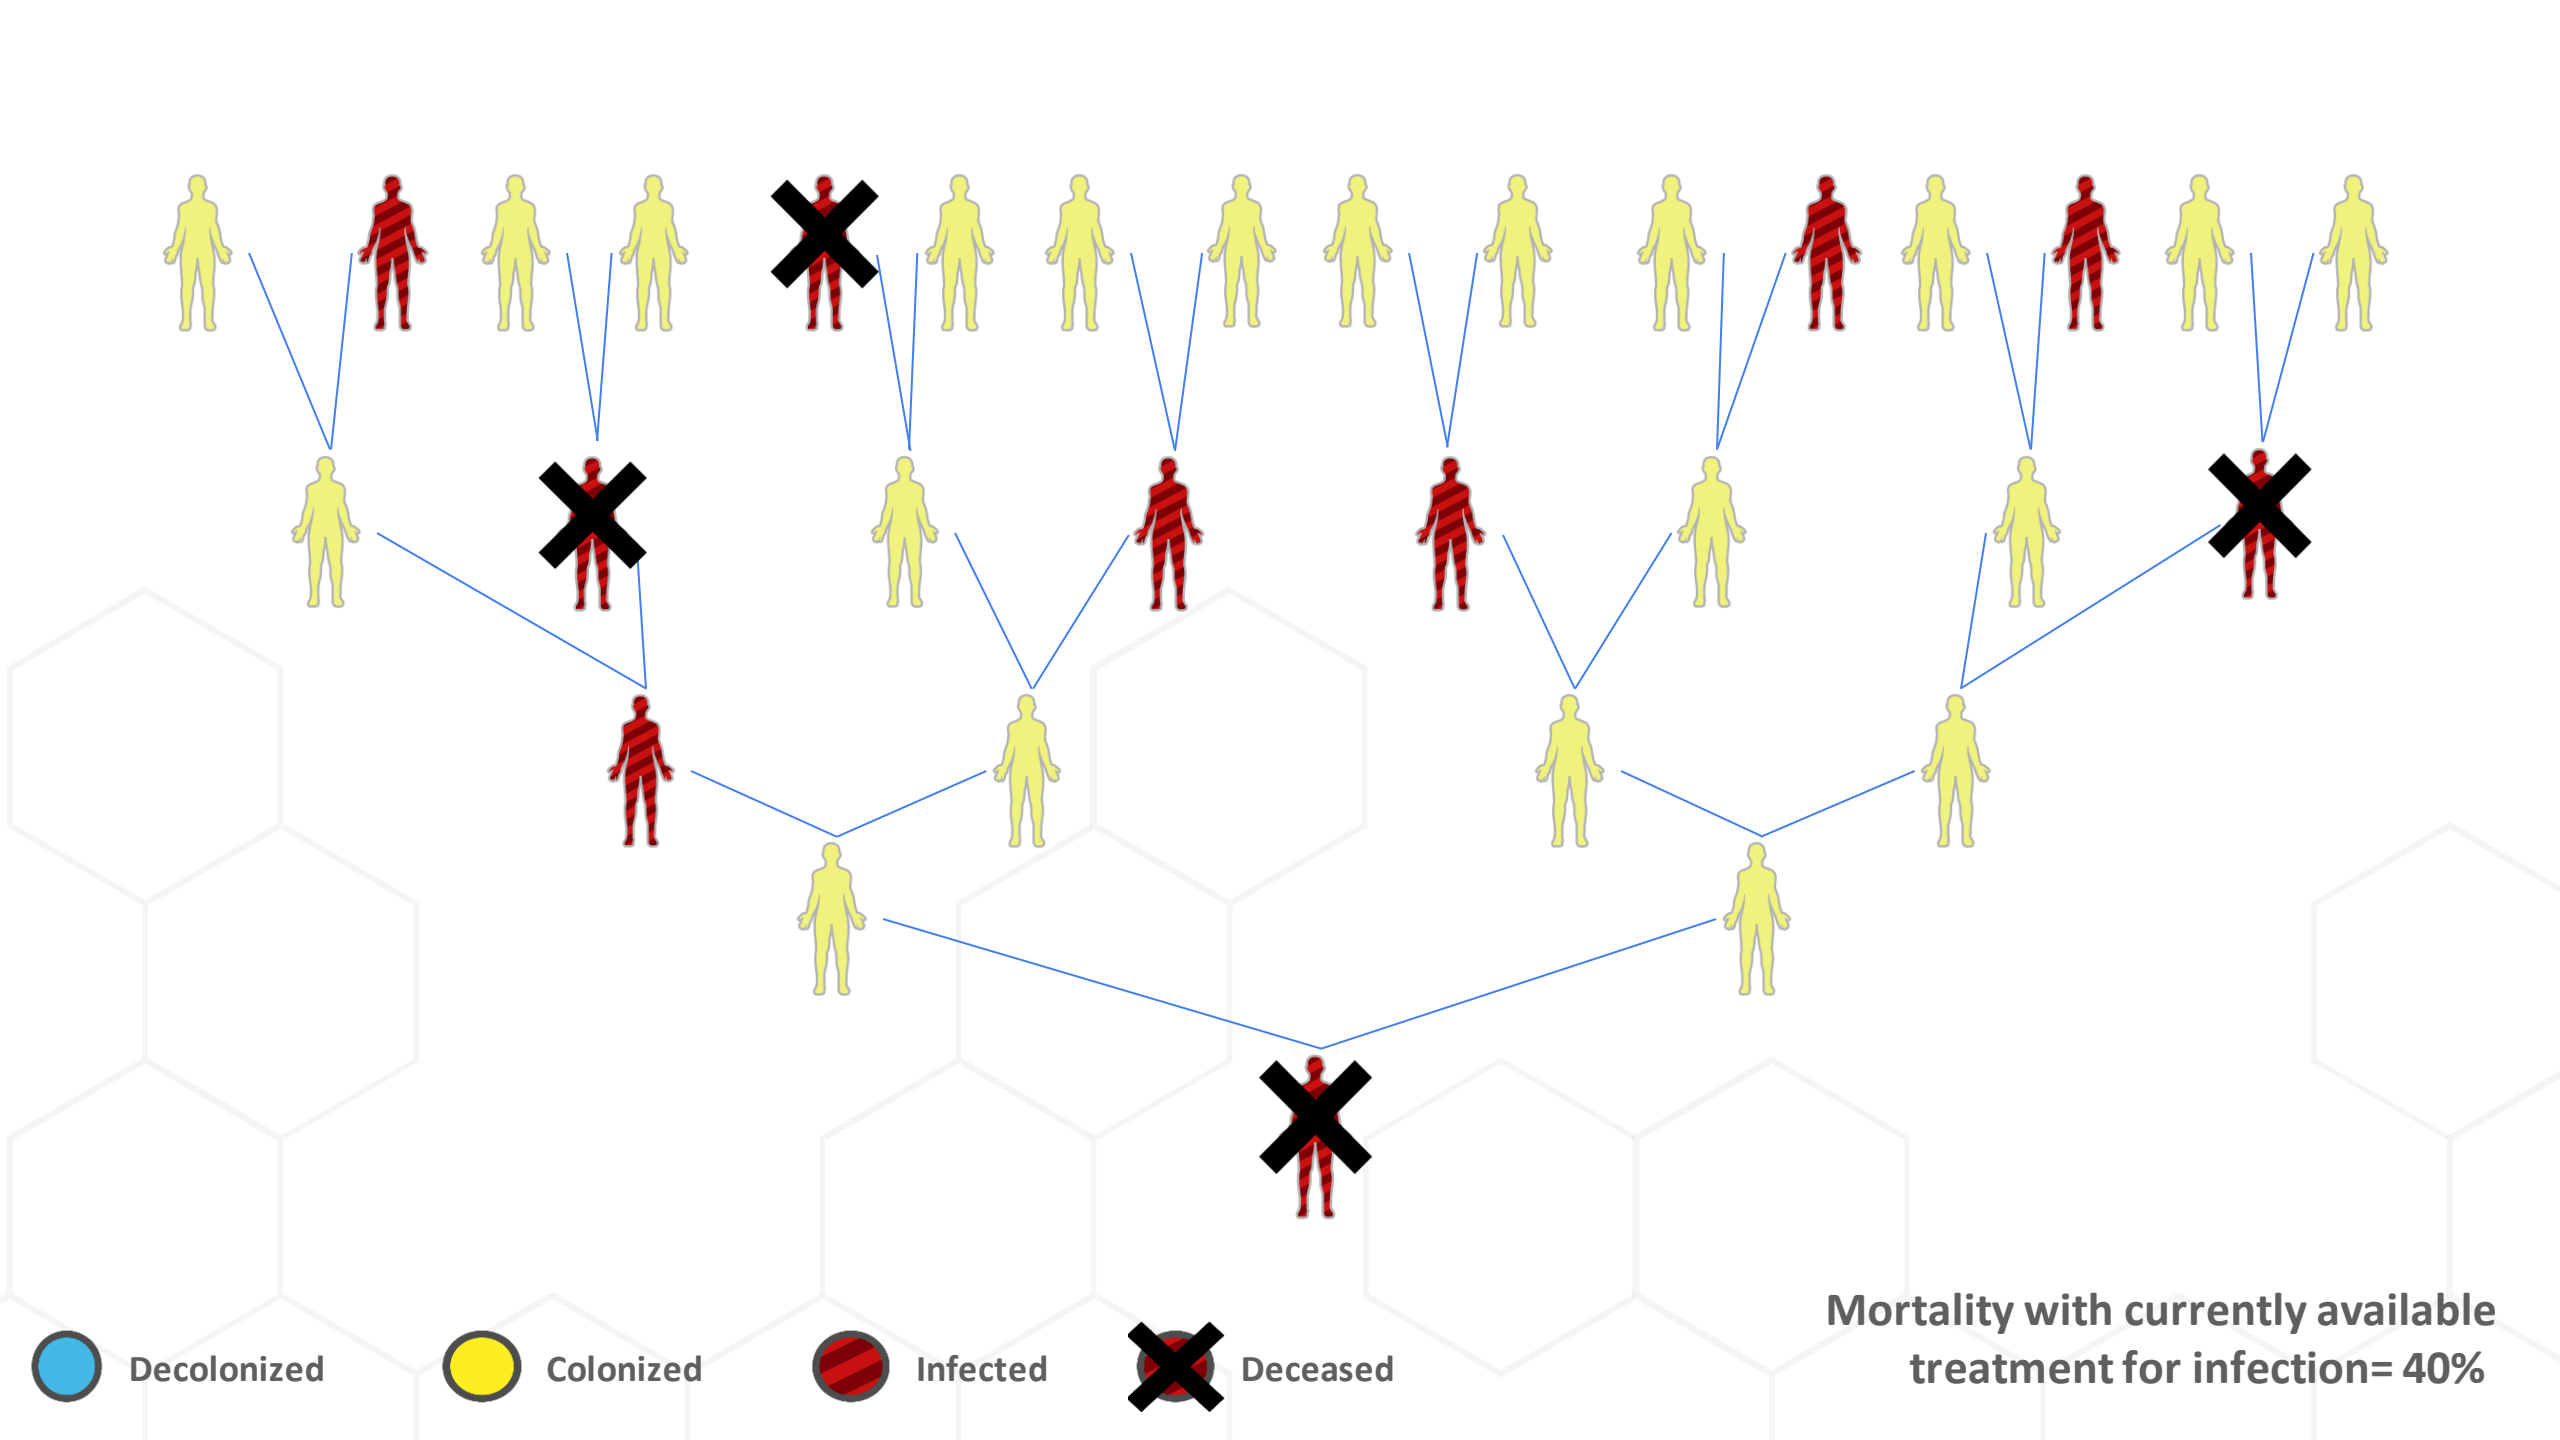 Mortality with currently available
treatment for infection= 40%
Decolonized
Colonized
Infected
Deceased